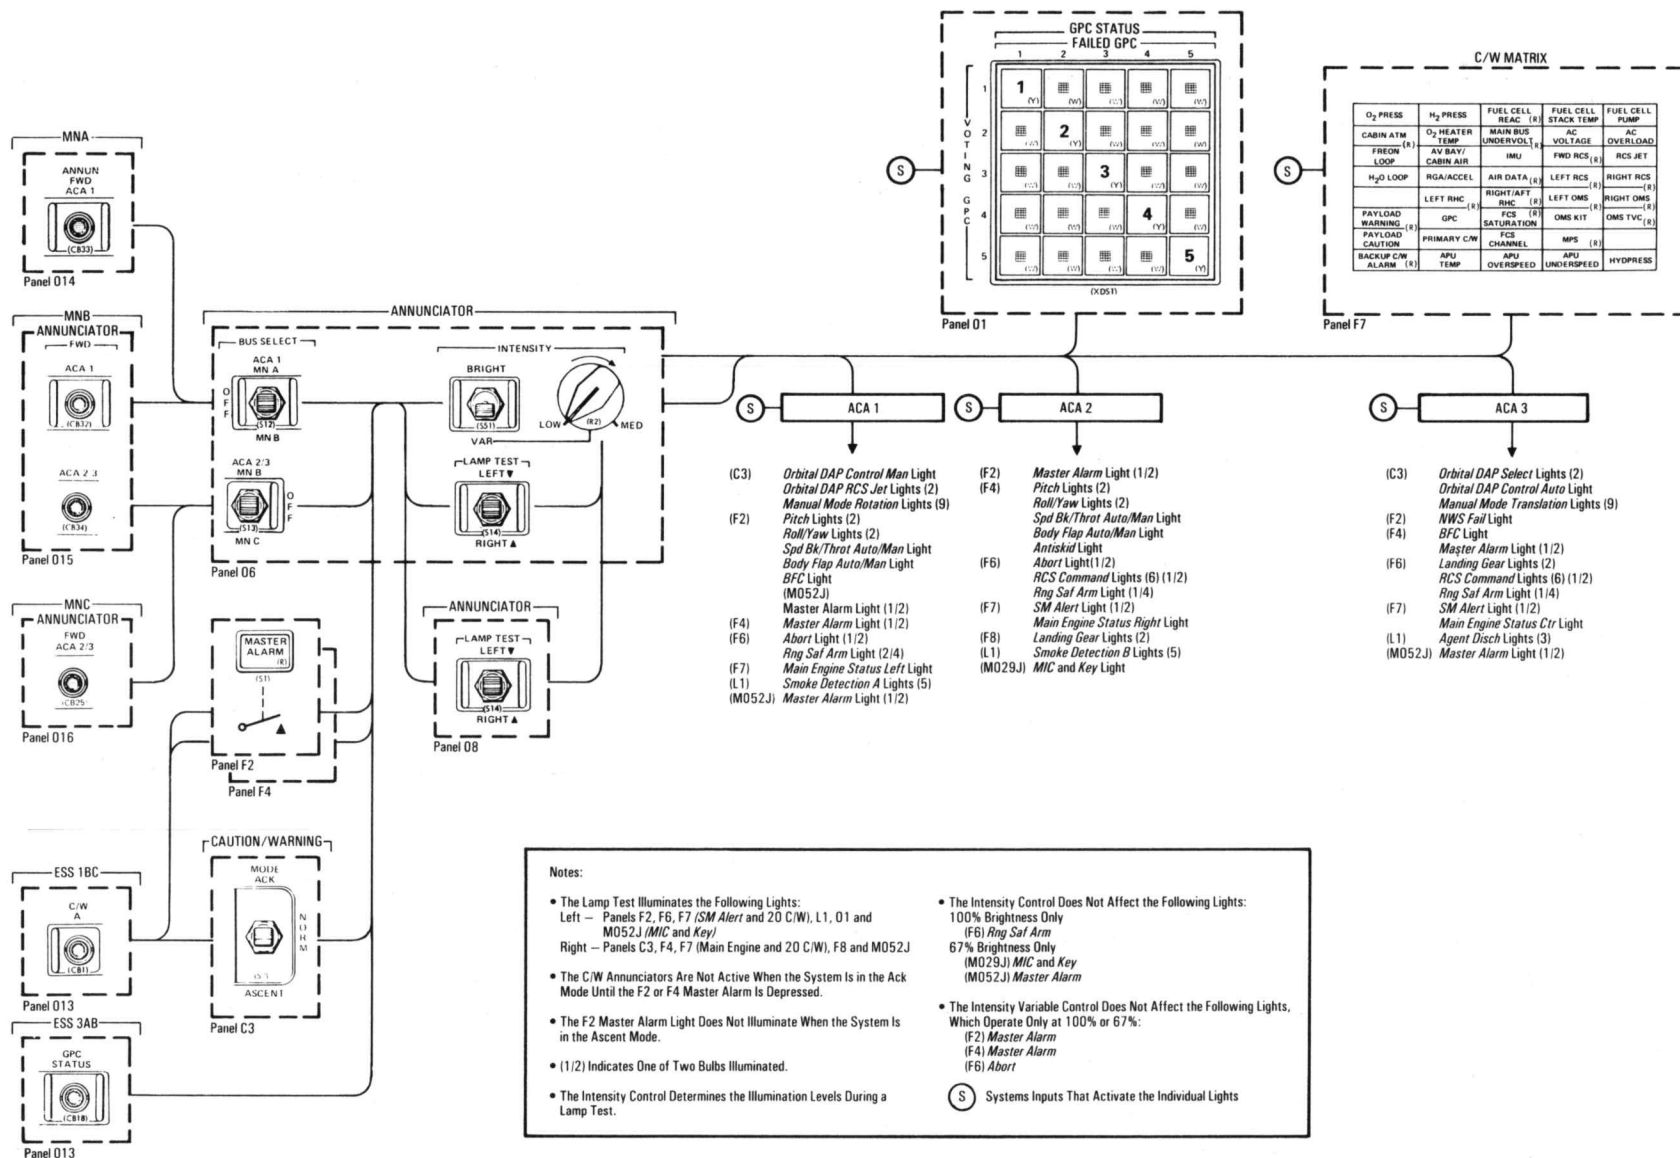 MNA
ANNUN
FWD
ACA 1
(CB33)
Panel O14
MNB
ANNUNCIATOR
FWD
ACA 1
(CB32)
ACA 2/3
(CB34)
Panel O15
MNC
ANNUNCIATOR
FWD
ACA 2/3
(CB25)
Panel O16
ESS 1BC
C/W
A
(CB1)
Panel O13
ESS 3AB
GPC
STATUS
(CB18)
Panel O13
ANNUNCIATOR
BUS SELECT
ACA 1
MN A
OFF
(S12)
MN B
ACA 2/3
MN B
OFF
(S13)
MN C
INTENSITY
BRIGHT
(S51)
VAR
LOW
(R2)
MED
LAMP TEST
LEFT▼
(S14)
RIGHT▲
Panel O6
MASTER
ALARM
(R)
(S1)
Panel F2
Panel F4
ANNUNCIATOR
LAMP TEST
LEFT▼
(S14)
RIGHT▲
Panel O8
CAUTION/WARNING
MODE
ACK
NORM
ASCENT
Panel C3
GPC STATUS
FAILED GPC
1 2 3 4 5
VOTING GPC
1 1 (Y) (W) (W) (W) (W)
2 (W) 2 (Y) (W) (W) (W)
3 (W) (W) 3 (Y) (W) (W)
4 (W) (W) (W) 4 (Y) (W)
5 (W) (W) (W) (W) 5 (Y)
(XDS1)
Panel O1
S
C/W MATRIX
O2 PRESS H2 PRESS FUEL CELL REAC (R) FUEL CELL STACK TEMP FUEL CELL PUMP
CABIN ATM (R) O2 HEATER TEMP MAIN BUS UNDERVOLT (R) AC VOLTAGE AC OVERLOAD
FREON LOOP AV BAY/ CABIN AIR IMU FWD RCS (R) RCS JET
H2O LOOP RGA/ACCEL AIR DATA (R) LEFT RCS (R) RIGHT RCS (R)
LEFT RHC (R) RIGHT/AFT RHC (R) LEFT OMS (R) RIGHT OMS (R)
PAYLOAD WARNING (R) GPC FCS (R) SATURATION OMS KIT OMS TVC (R)
PAYLOAD CAUTION PRIMARY C/W FCS CHANNEL MPS (R)
BACKUP C/W ALARM (R) APU TEMP APU OVERSPEED APU UNDERSPEED HYDPRESS
Panel F7
S
S ACA 1
(C3) Orbital DAP Control Man Light
Orbital DAP RCS Jet Lights (2)
Manual Mode Rotation Lights (9)
(F2) Pitch Lights (2)
Roll/Yaw Lights (2)
Spd Bk/Throt Auto/Man Light
Body Flap Auto/Man Light
BFC Light
(M052J)
Master Alarm Light (1/2)
(F4) Master Alarm Light (1/2)
(F6) Abort Light (1/2)
Rng Saf Arm Light (2/4)
(F7) Main Engine Status Left Light
(L1) Smoke Detection A Lights (5)
(M052J) Master Alarm Light (1/2)
S ACA 2
(F2) Master Alarm Light (1/2)
(F4) Pitch Lights (2)
Roll/Yaw Lights (2)
Spd Bk/Throt Auto/Man Light
Body Flap Auto/Man Light
Antiskid Light
(F6) Abort Light(1/2)
RCS Command Lights (6) (1/2)
Rng Saf Arm Light (1/4)
(F7) SM Alert Light (1/2)
Main Engine Status Right Light
(F8) Landing Gear Lights (2)
(L1) Smoke Detection B Lights (5)
(M029J) MIC and Key Light
S ACA 3
(C3) Orbital DAP Select Lights (2)
Orbital DAP Control Auto Light
Manual Mode Translation Lights (9)
(F2) NWS Fail Light
(F4) BFC Light
Master Alarm Light (1/2)
(F6) Landing Gear Lights (2)
RCS Command Lights (6) (1/2)
Rng Saf Arm Light (1/4)
(F7) SM Alert Light (1/2)
Main Engine Status Ctr Light
(L1) Agent Disch Lights (3)
(M052J) Master Alarm Light (1/2)
Notes:
• The Lamp Test Illuminates the Following Lights:
Left — Panels F2, F6, F7 (SM Alert and 20 C/W), L1, O1 and
M052J (MIC and Key)
Right — Panels C3, F4, F7 (Main Engine and 20 C/W), F8 and M052J
• The C/W Annunciators Are Not Active When the System Is in the Ack
Mode Until the F2 or F4 Master Alarm Is Depressed.
• The F2 Master Alarm Light Does Not Illuminate When the System Is
in the Ascent Mode.
• (1/2) Indicates One of Two Bulbs Illuminated.
• The Intensity Control Determines the Illumination Levels During a
Lamp Test.
• The Intensity Control Does Not Affect the Following Lights:
100% Brightness Only
(F6) Rng Saf Arm
67% Brightness Only
(M029J) MIC and Key
(M052J) Master Alarm
• The Intensity Variable Control Does Not Affect the Following Lights,
Which Operate Only at 100% or 67%:
(F2) Master Alarm
(F4) Master Alarm
(F6) Abort
S Systems Inputs That Activate the Individual Lights